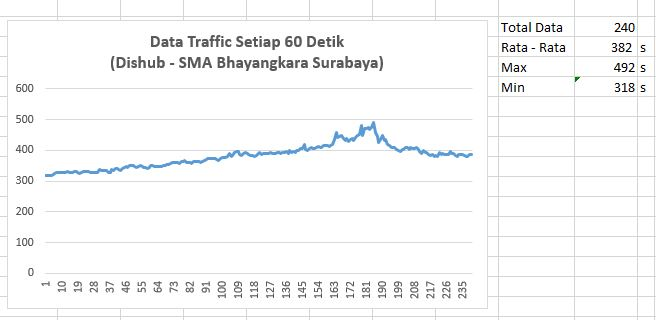 Data Traffic Setiap 60 Detik
(Dishub - SMA Bhayangkara Surabaya)
600
500
400
300
200
100
0
1 10 19 28 37 46 55 64 73 82 91 100 109 118 127 136 145 154 163 172 181 190 199 208 217 226 235
Total Data 240
Rata - Rata 382 s
Max 492 s
Min 318 s